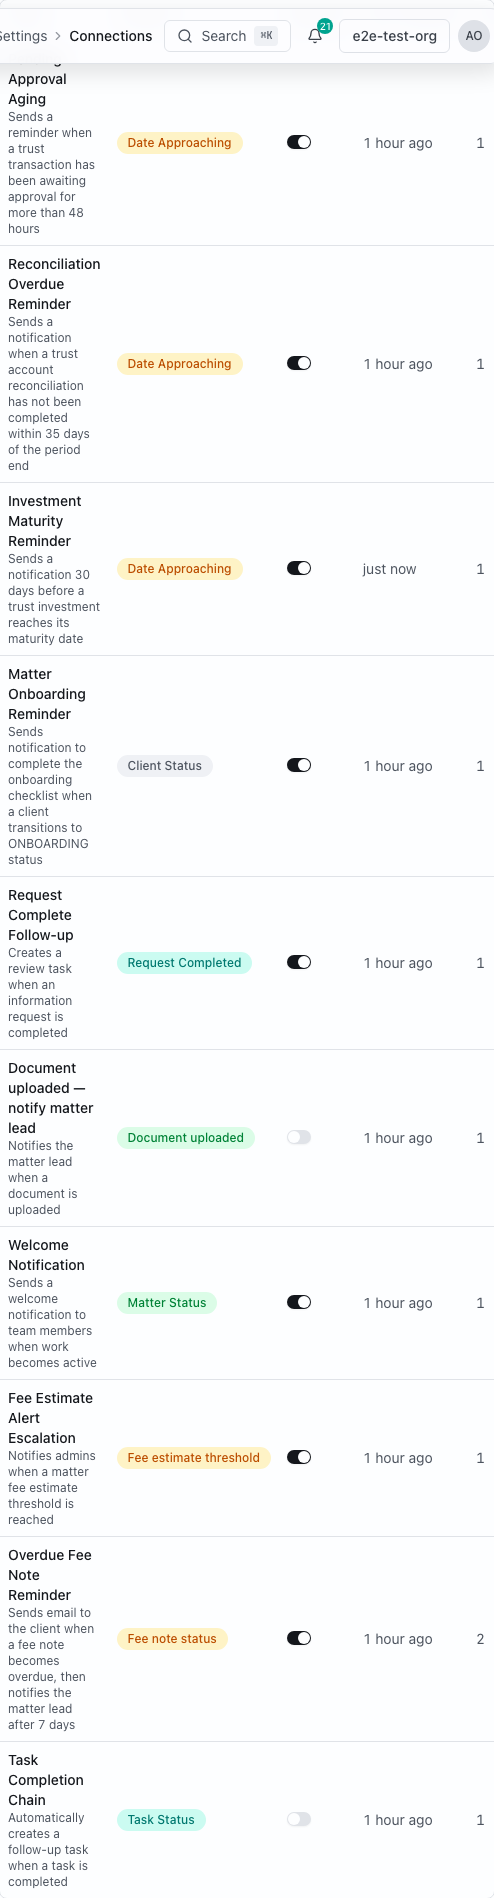 Settings > Connections
Search
⌘K
21
e2e-test-org
AO
Approval
Aging
Sends a
reminder when
a trust
transaction has
been awaiting
approval for
more than 48
hours
Date Approaching
1 hour ago
1
Reconciliation
Overdue
Reminder
Sends a
notification
when a trust
account
reconciliation
has not been
completed
within 35 days
of the period
end
Date Approaching
1 hour ago
1
Investment
Maturity
Reminder
Sends a
notification 30
days before a
trust investment
reaches its
maturity date
Date Approaching
just now
1
Matter
Onboarding
Reminder
Sends
notification to
complete the
onboarding
checklist when
a client
transitions to
ONBOARDING
status
Client Status
1 hour ago
1
Request
Complete
Follow-up
Creates a
review task
when an
information
request is
completed
Request Completed
1 hour ago
1
Document
uploaded —
notify matter
lead
Notifies the
matter lead
when a
document is
uploaded
Document uploaded
1 hour ago
1
Welcome
Notification
Sends a
welcome
notification to
team members
when work
becomes active
Matter Status
1 hour ago
1
Fee Estimate
Alert
Escalation
Notifies admins
when a matter
fee estimate
threshold is
reached
Fee estimate threshold
1 hour ago
1
Overdue Fee
Note
Reminder
Sends email to
the client when
a fee note
becomes
overdue, then
notifies the
matter lead
after 7 days
Fee note status
1 hour ago
2
Task
Completion
Chain
Automatically
creates a
follow-up task
when a task is
completed
Task Status
1 hour ago
1